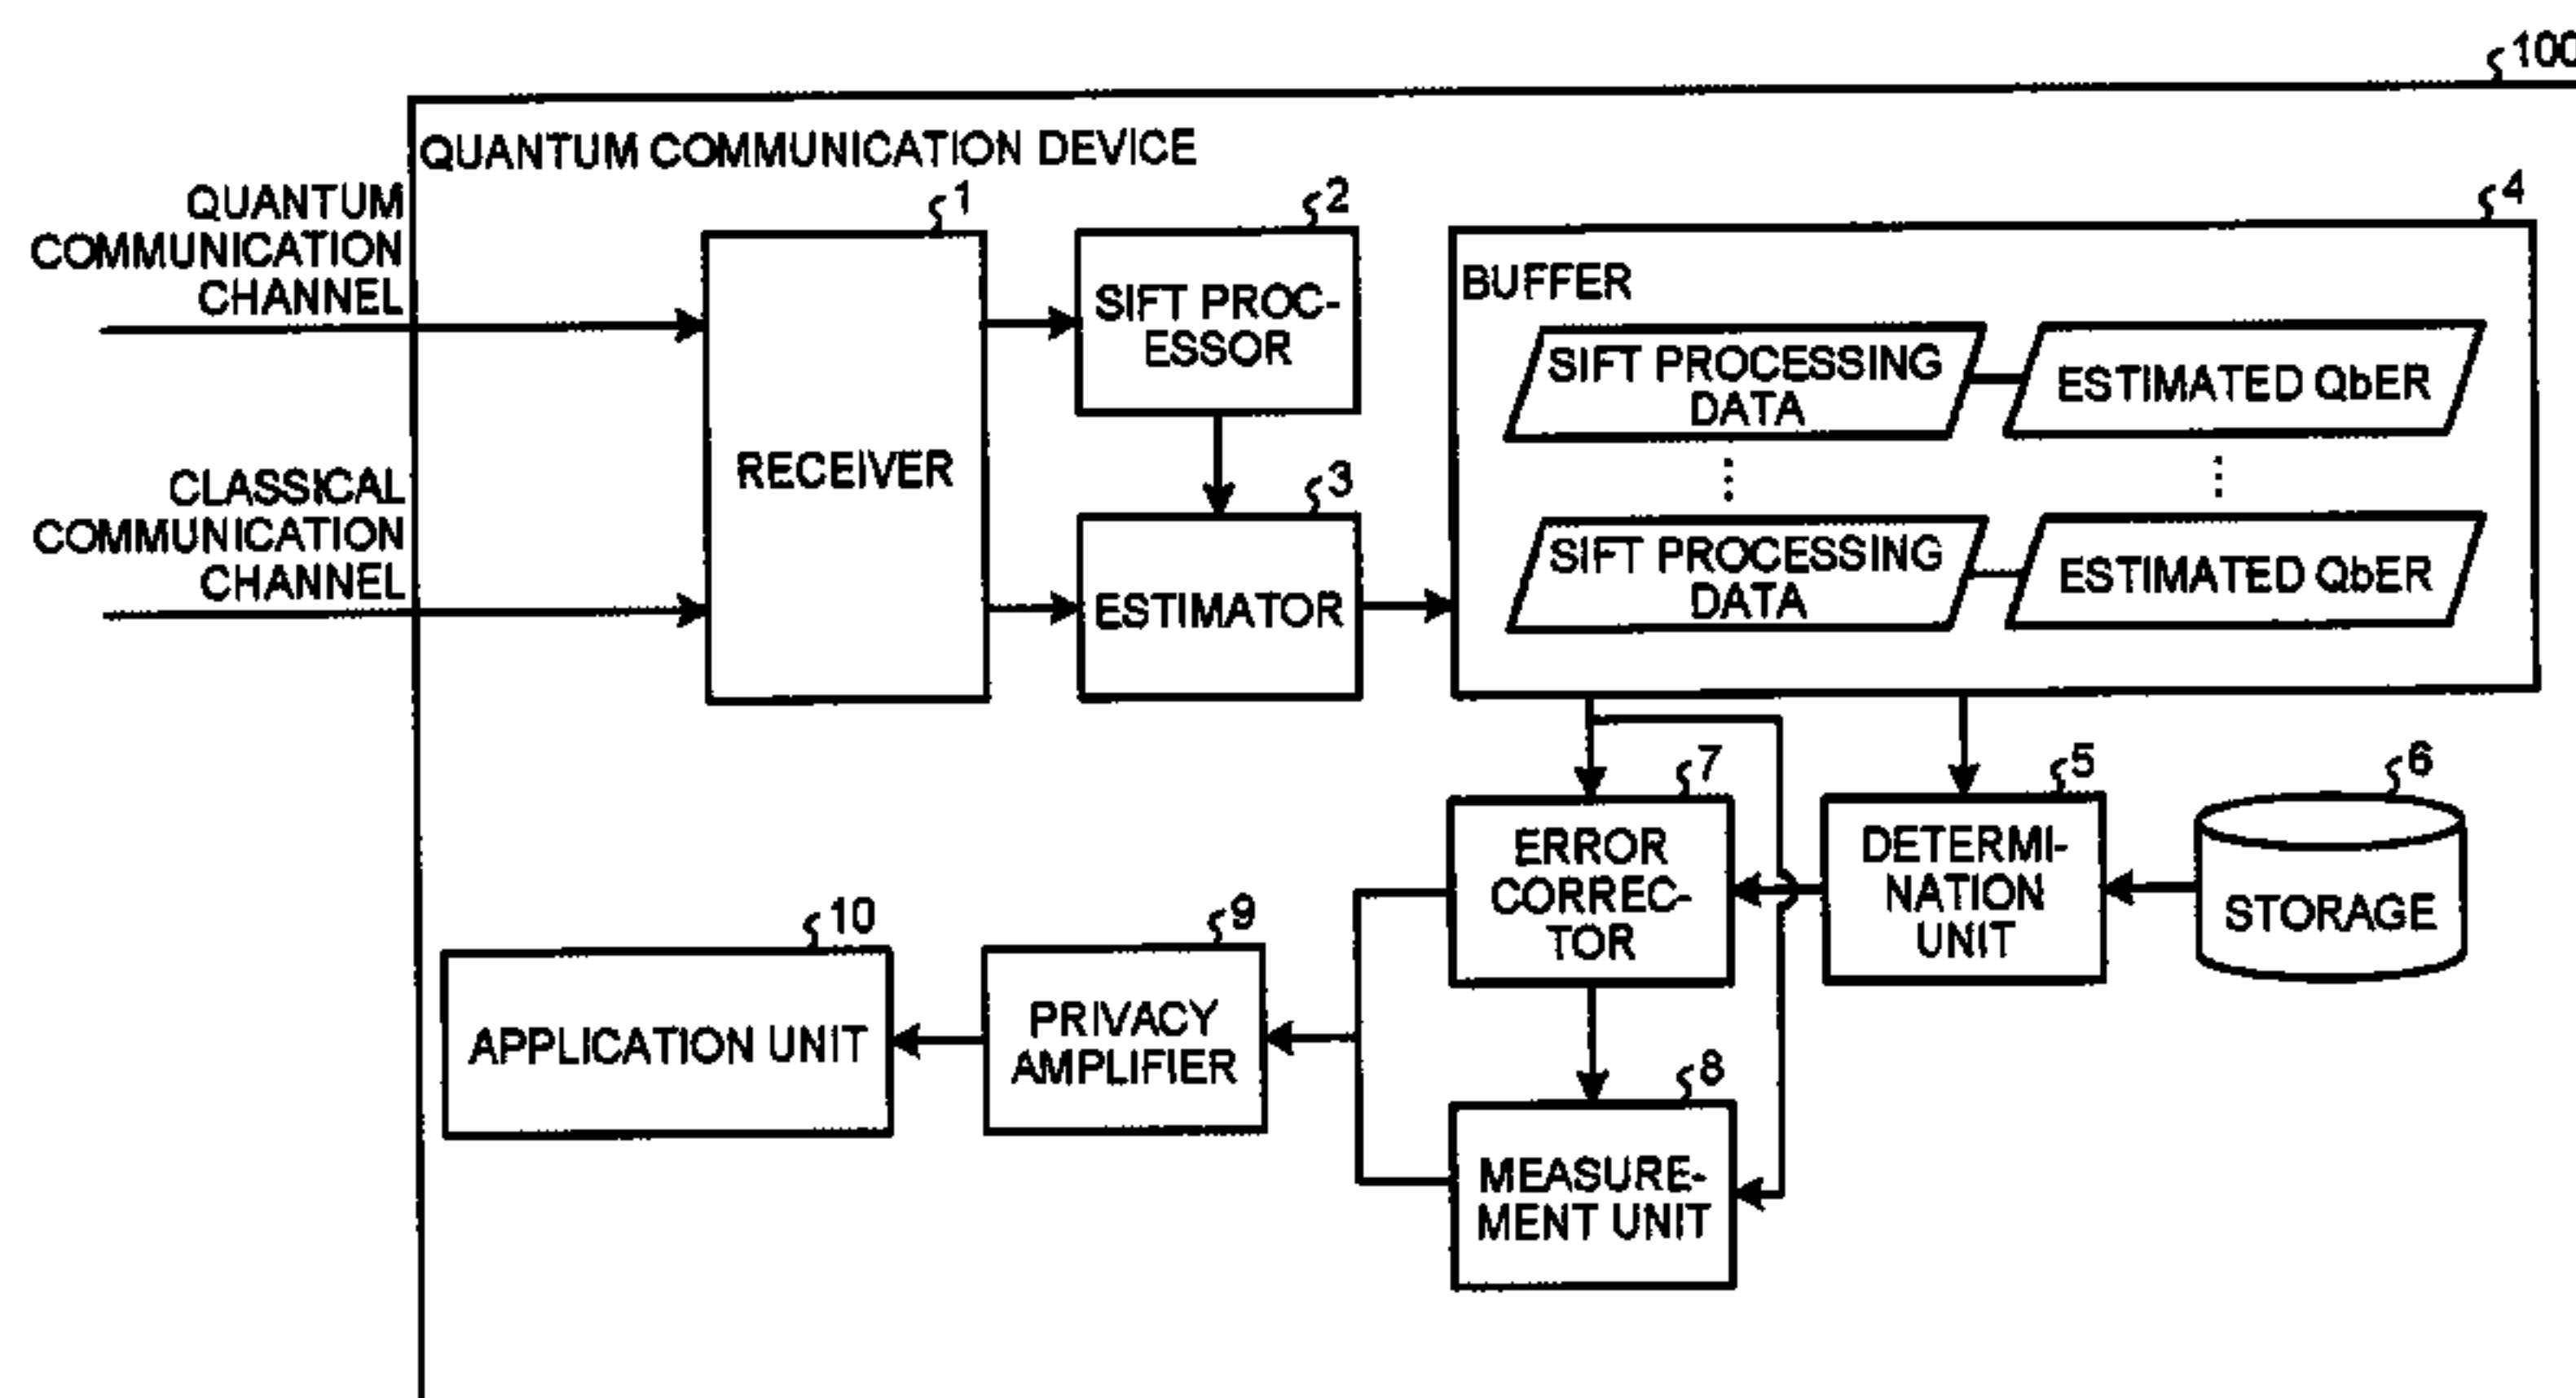 100
QUANTUM COMMUNICATION DEVICE
QUANTUM
COMMUNICATION
CHANNEL
CLASSICAL
COMMUNICATION
CHANNEL
1
RECEIVER
2
SIFT PROC-
ESSOR
3
ESTIMATOR
4
BUFFER
SIFT PROCESSING
DATA
ESTIMATED QbER
SIFT PROCESSING
DATA
ESTIMATED QbER
7
ERROR
CORREC-
TOR
5
DETERMI-
NATION
UNIT
6
STORAGE
10
APPLICATION UNIT
9
PRIVACY
AMPLIFIER
8
MEASURE-
MENT UNIT